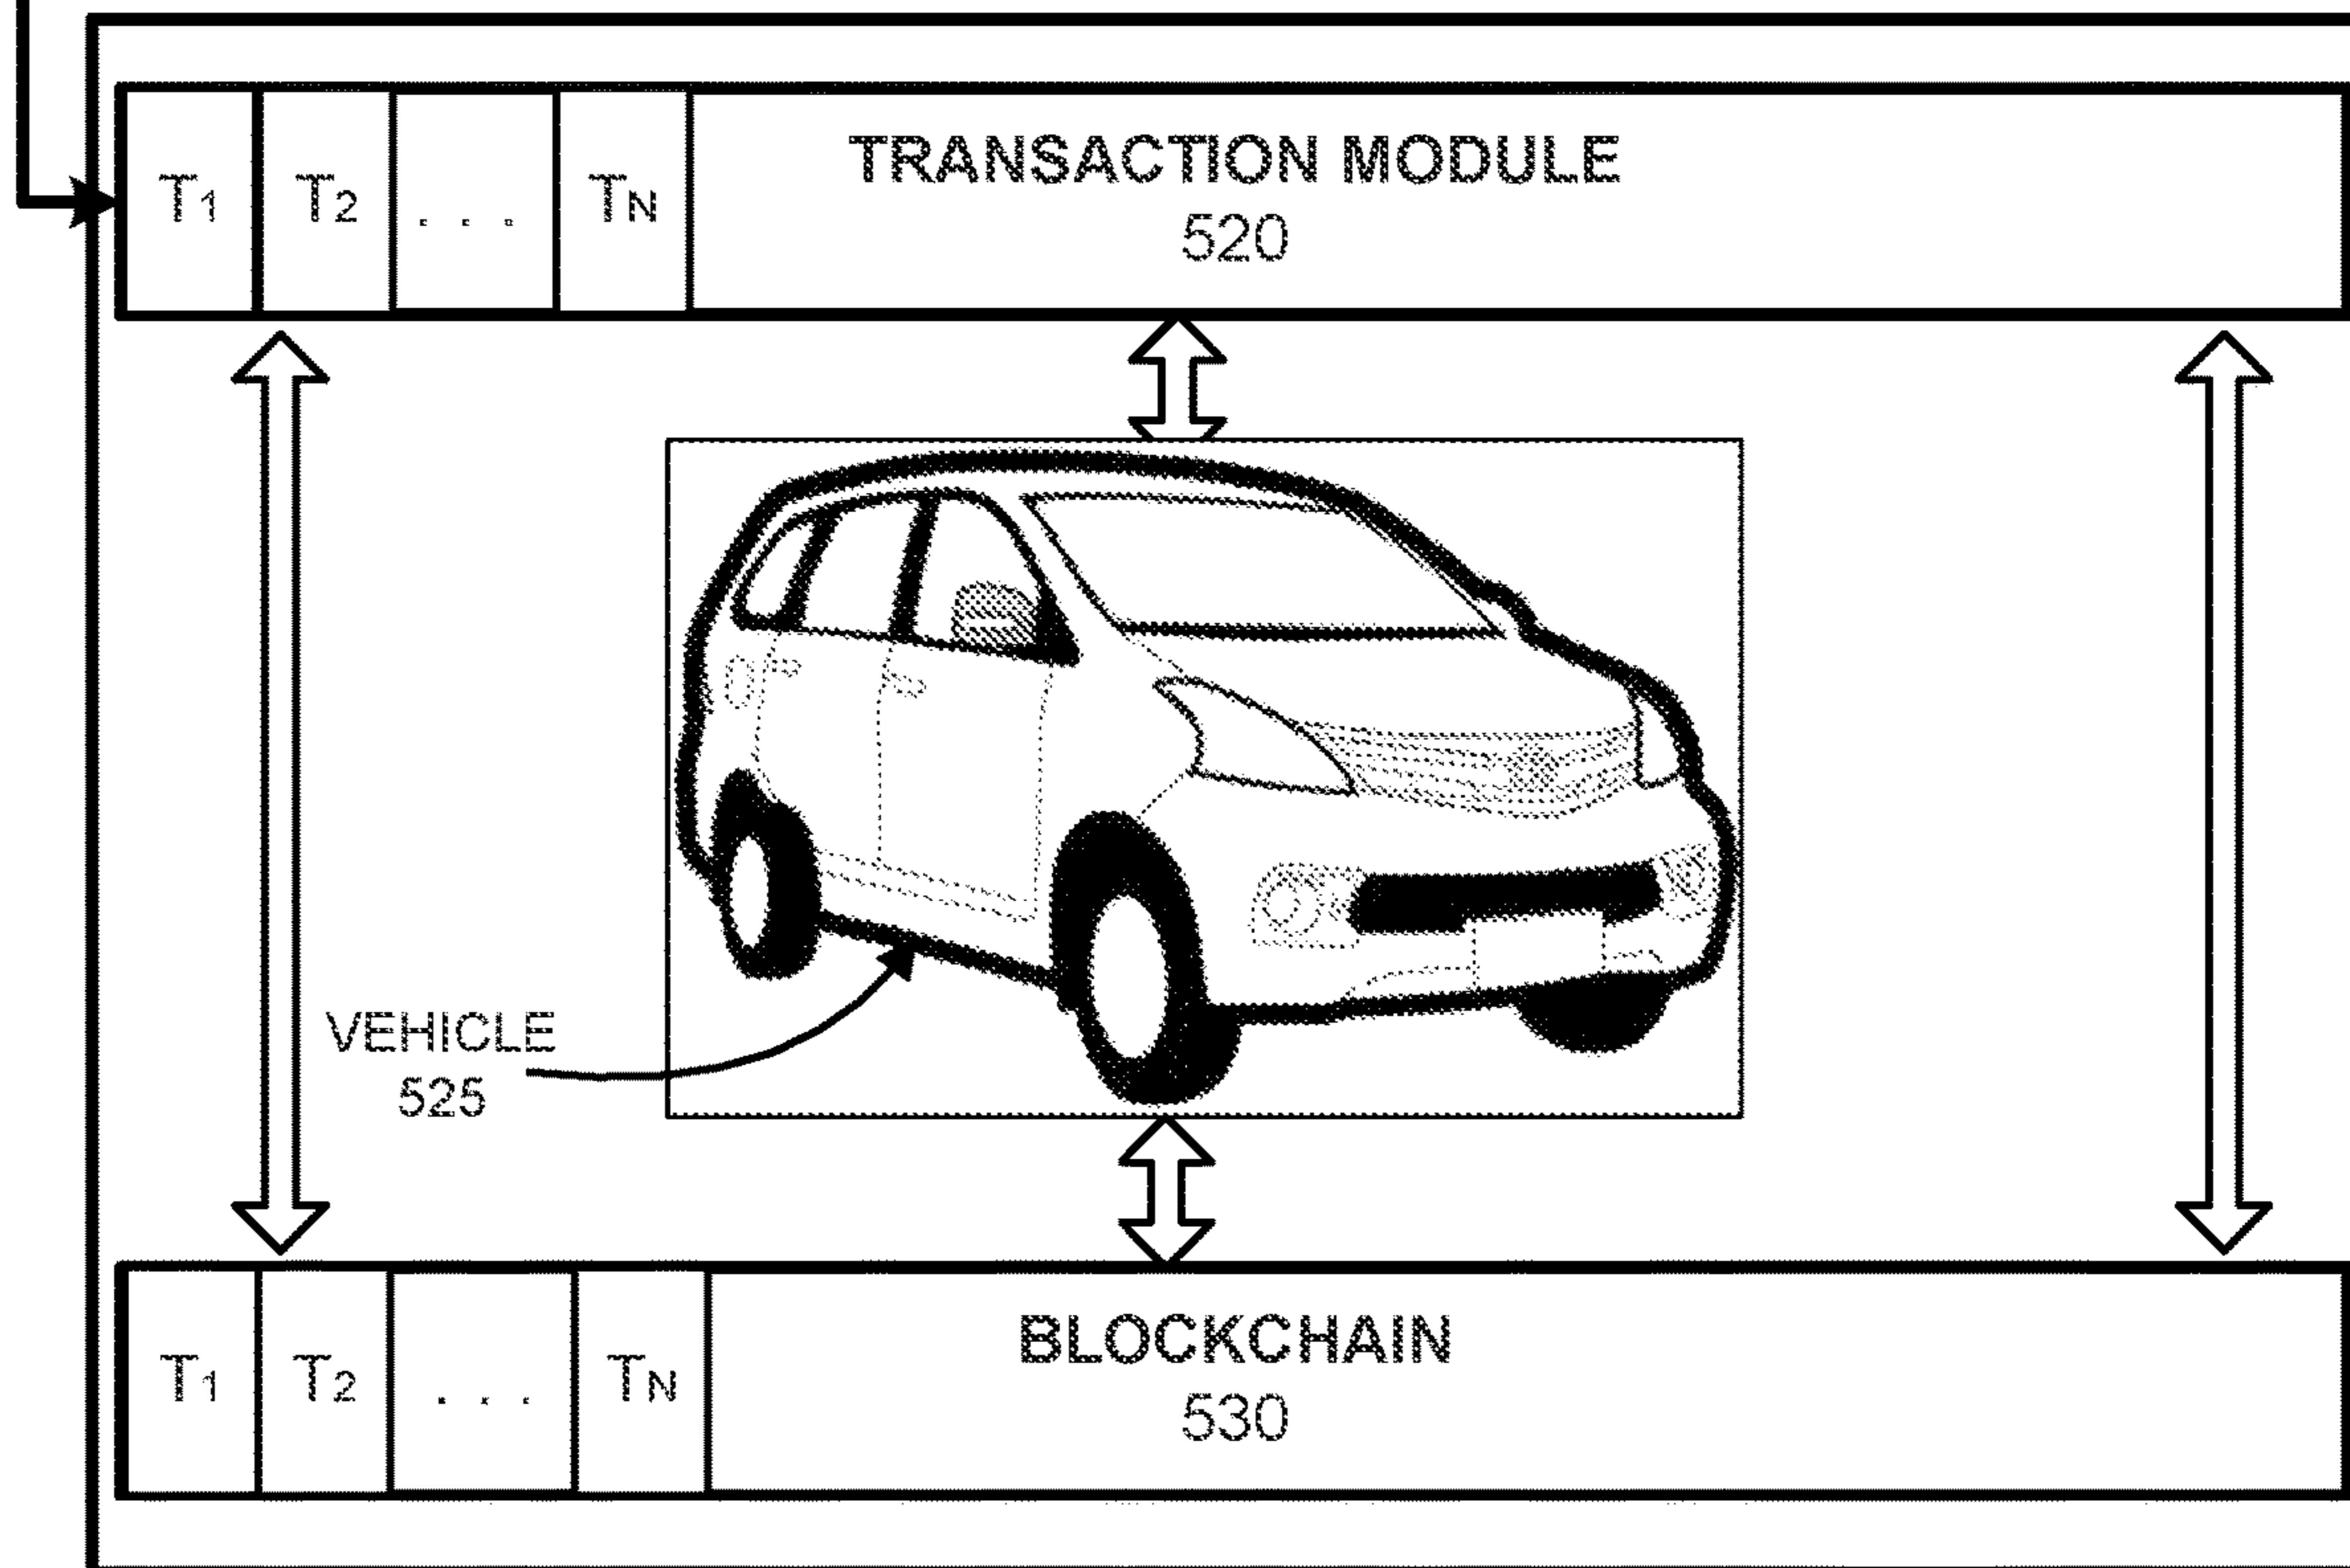 T1 T2 . . . TN
TRANSACTION MODULE
520
VEHICLE
525
T1 T2 . . . TN
BLOCKCHAIN
530